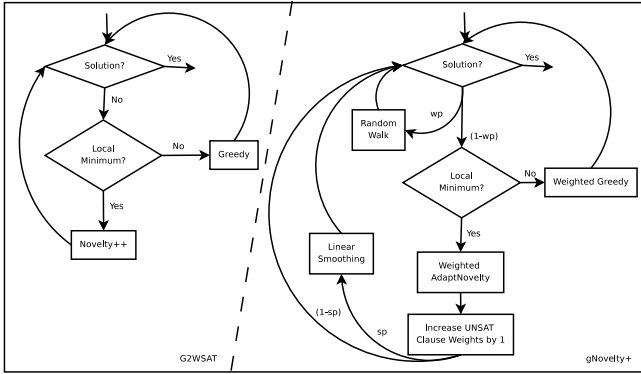 Solution?
Yes
No
Local
Minimum?
No
Greedy
Yes
Novelty++
G2WSAT
Solution?
Yes
wp
Random
Walk
(1-wp)
Local
Minimum?
No
Weighted Greedy
Yes
Linear
Smoothing
Weighted
AdaptNovelty
(1-sp)
sp
Increase UNSAT
Clause Weights by 1
gNovelty+